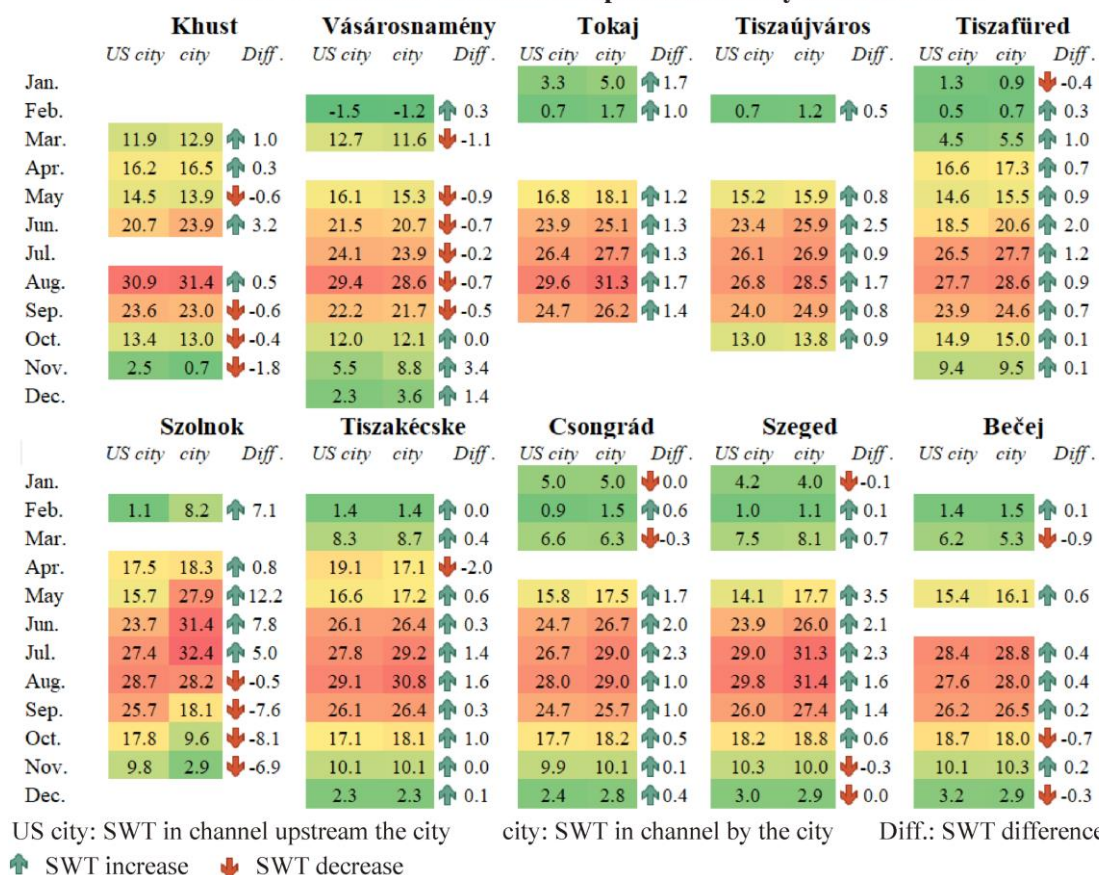 Khust Vásárosnamény Tokaj Tiszaújváros Tiszafüred
US city city Diff. US city city Diff. US city city Diff. US city city Diff. US city city Diff.
Jan. 3.3 5.0 1.7 1.3 0.9 -0.4
Feb. -1.5 -1.2 0.3 0.7 1.7 1.0 0.7 1.2 0.5 0.5 0.7 0.3
Mar. 11.9 12.9 1.0 12.7 11.6 -1.1 4.5 5.5 1.0
Apr. 16.2 16.5 0.3 16.6 17.3 0.7
May 14.5 13.9 -0.6 16.1 15.3 -0.9 16.8 18.1 1.2 15.2 15.9 0.8 14.6 15.5 0.9
Jun. 20.7 23.9 3.2 21.5 20.7 -0.7 23.9 25.1 1.3 23.4 25.9 2.5 18.5 20.6 2.0
Jul. 24.1 23.9 -0.2 26.4 27.7 1.3 26.1 26.9 0.9 26.5 27.7 1.2
Aug. 30.9 31.4 0.5 29.4 28.6 -0.7 29.6 31.3 1.7 26.8 28.5 1.7 27.7 28.6 0.9
Sep. 23.6 23.0 -0.6 22.2 21.7 -0.5 24.7 26.2 1.4 24.0 24.9 0.8 23.9 24.6 0.7
Oct. 13.4 13.0 -0.4 12.0 12.1 0.0 13.0 13.8 0.9 14.9 15.0 0.1
Nov. 2.5 0.7 -1.8 5.5 8.8 3.4 9.4 9.5 0.1
Dec. 2.3 3.6 1.4
Szolnok Tiszakécske Csongrád Szeged Bečej
US city city Diff. US city city Diff. US city city Diff. US city city Diff. US city city Diff.
Jan. 5.0 5.0 0.0 4.2 4.0 -0.1
Feb. 1.1 8.2 7.1 1.4 1.4 0.0 0.9 1.5 0.6 1.0 1.1 0.1 1.4 1.5 0.1
Mar. 8.3 8.7 0.4 6.6 6.3 -0.3 7.5 8.1 0.7 6.2 5.3 -0.9
Apr. 17.5 18.3 0.8 19.1 17.1 -2.0
May 15.7 27.9 12.2 16.6 17.2 0.6 15.8 17.5 1.7 14.1 17.7 3.5 15.4 16.1 0.6
Jun. 23.7 31.4 7.8 26.1 26.4 0.3 24.7 26.7 2.0 23.9 26.0 2.1
Jul. 27.4 32.4 5.0 27.8 29.2 1.4 26.7 29.0 2.3 29.0 31.3 2.3 28.4 28.8 0.4
Aug. 28.7 28.2 -0.5 29.1 30.8 1.6 28.0 29.0 1.0 29.8 31.4 1.6 27.6 28.0 0.4
Sep. 25.7 18.1 -7.6 26.1 26.4 0.3 24.7 25.7 1.0 26.0 27.4 1.4 26.2 26.5 0.2
Oct. 17.8 9.6 -8.1 17.1 18.1 1.0 17.7 18.2 0.5 18.2 18.8 0.6 18.7 18.0 -0.7
Nov. 9.8 2.9 -6.9 10.1 10.1 0.0 9.9 10.1 0.1 10.3 10.0 -0.3 10.1 10.3 0.2
Dec. 2.3 2.3 0.1 2.4 2.8 0.4 3.0 2.9 0.0 3.2 2.9 -0.3
US city: SWT in channel upstream the city city: SWT in channel by the city Diff.: SWT difference
SWT increase SWT decrease